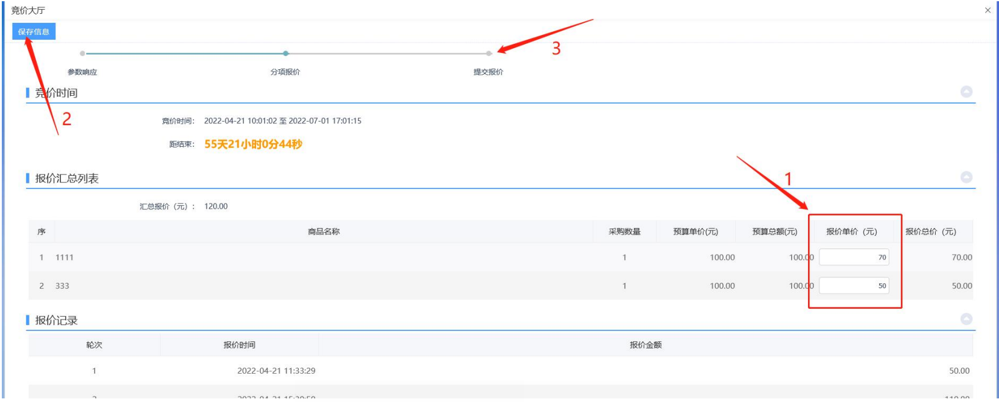 竞价大厅 ×
保存信息
3
参数响应 分项报价 提交报价
竞价时间
2
竞价时间： 2022-04-21 10:01:02 至 2022-07-01 17:01:15
距结束： 55天21小时0分44秒
报价汇总列表
1
汇总报价（元）： 120.00
序 商品名称 采购数量 预算单价(元) 预算总额(元) 报价单价（元） 报价总价（元）
1 1111 1 100.00 100.00 70 70.00
2 333 1 100.00 100.00 50 50.00
报价记录
轮次 报价时间 报价金额
1 2022-04-21 11:33:29 50.00